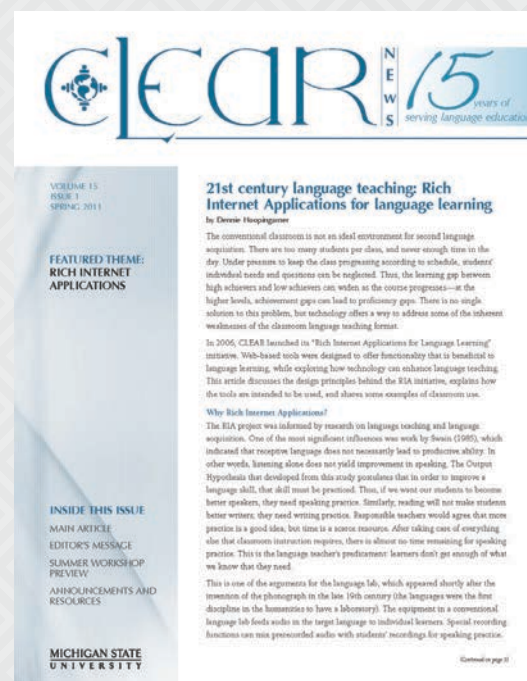 CLEAR
NEWS
15
years of
serving language education
VOLUME 15
ISSUE 1
SPRING 2011
FEATURED THEME:
RICH INTERNET
APPLICATIONS
INSIDE THIS ISSUE
MAIN ARTICLE
EDITOR'S MESSAGE
SUMMER WORKSHOP
PREVIEW
ANNOUNCEMENTS AND
RESOURCES
MICHIGAN STATE
UNIVERSITY
21st century language teaching: Rich
Internet Applications for language learning
by Dennie Hoopingarner
The conventional classroom is not an ideal environment for second language
acquisition. There are too many students per class, and never enough time in the
day. Under pressure to keep the class progressing according to schedule, students'
individual needs and questions can be neglected. Thus, the learning gap between
high achievers and low achievers can widen as the course progresses—at the
higher levels, achievement gaps can lead to proficiency gaps. There is no single
solution to this problem, but technology offers a way to address some of the inherent
weaknesses of the classroom language teaching format.
In 2006, CLEAR launched its "Rich Internet Applications for Language Learning"
initiative. Web-based tools were designed to offer functionality that is beneficial to
language learning, while exploring how technology can enhance language teaching.
This article discusses the design principles behind the RIA initiative, explains how
the tools are intended to be used, and shares some examples of classroom use.
Why Rich Internet Applications?
The RIA project was informed by research on language teaching and language
acquisition. One of the most significant influences was work by Swain (1985), which
indicated that receptive language does not necessarily lead to productive ability. In
other words, listening alone does not yield improvement in speaking. The Output
Hypothesis that developed from this study postulates that in order to improve a
language skill, that skill must be practiced. Thus, if we want our students to become
better speakers, they need speaking practice. Similarly, reading will not make students
better writers; they need writing practice. Responsible teachers would agree that more
practice is a good idea, but time is a scarce resource. After taking care of everything
else that classroom instruction requires, there is almost no time remaining for speaking
practice. This is the language teacher's predicament: learners don't get enough of what
we know that they need.
This is one of the arguments for the language lab, which appeared shortly after the
invention of the phonograph in the late 19th century (the languages were the first
discipline in the humanities to have a laboratory). The equipment in a conventional
language lab feeds audio in the target language to individual learners. Special recording
functions can mix prerecorded audio with students' recordings for speaking practice.
(Continued on page 3)